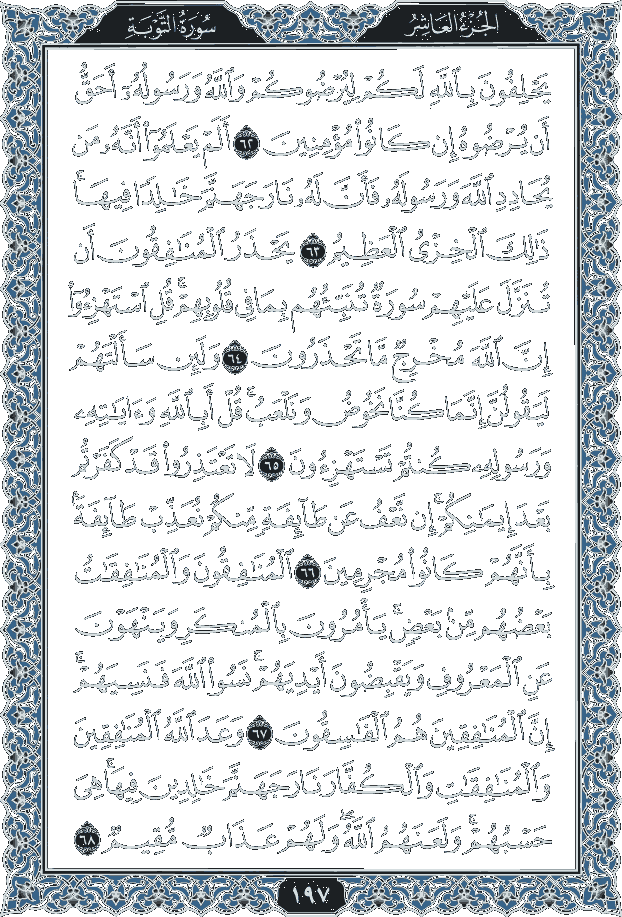 الجزء العاشر
سورة التوبة
يَحْلِفُونَ بِٱللَّهِ لَكُمْ لِيُرْضُوكُمْ وَٱللَّهُ وَرَسُولُهُۥٓ أَحَقُّ
أَن يُرْضُوهُ إِن كَانُوا۟ مُؤْمِنِينَ ٦٢ أَلَمْ يَعْلَمُوٓا۟ أَنَّهُۥ مَن
يُحَادِدِ ٱللَّهَ وَرَسُولَهُۥ فَأَنَّ لَهُۥ نَارَ جَهَنَّمَ خَٰلِدًا فِيهَا ۚ
ذَٰلِكَ ٱلْخِزْىُ ٱلْعَظِيمُ ٦٣ يَحْذَرُ ٱلْمُنَٰفِقُونَ أَن
تُنَزَّلَ عَلَيْهِمْ سُورَةٌ تُنَبِّئُهُم بِمَا فِى قُلُوبِهِمْ ۚ قُلِ ٱسْتَهْزِءُوٓا۟
إِنَّ ٱللَّهَ مُخْرِجٌ مَّا تَحْذَرُونَ ٦٤ وَلَئِن سَأَلْتَهُمْ
لَيَقُولُنَّ إِنَّمَا كُنَّا نَخُوضُ وَنَلْعَبُ ۚ قُلْ أَبِٱللَّهِ وَءَايَٰتِهِۦ
وَرَسُولِهِۦ كُنتُمْ تَسْتَهْزِءُونَ ٦٥ لَا تَعْتَذِرُوا۟ قَدْ كَفَرْتُم
بَعْدَ إِيمَٰنِكُمْ ۚ إِن نَّعْفُ عَن طَآئِفَةٍ مِّنكُمْ نُعَذِّبْ طَآئِفَةًۢ
بِأَنَّهُمْ كَانُوا۟ مُجْرِمِينَ ٦٦ ٱلْمُنَٰفِقُونَ وَٱلْمُنَٰفِقَٰتُ
بَعْضُهُم مِّنۢ بَعْضٍ ۚ يَأْمُرُونَ بِٱلْمُنكَرِ وَيَنْهَوْنَ
عَنِ ٱلْمَعْرُوفِ وَيَقْبِضُونَ أَيْدِيَهُمْ ۚ نَسُوا۟ ٱللَّهَ فَنَسِيَهُمْ ۗ
إِنَّ ٱلْمُنَٰفِقِينَ هُمُ ٱلْفَٰسِقُونَ ٦٧ وَعَدَ ٱللَّهُ ٱلْمُنَٰفِقِينَ
وَٱلْمُنَٰفِقَٰتِ وَٱلْكُفَّارَ نَارَ جَهَنَّمَ خَٰلِدِينَ فِيهَا ۚ هِىَ
حَسْبُهُمْ ۚ وَلَعَنَهُمُ ٱللَّهُ ۖ وَلَهُمْ عَذَابٌ مُّقِيمٌ ٦٨
١٩٧